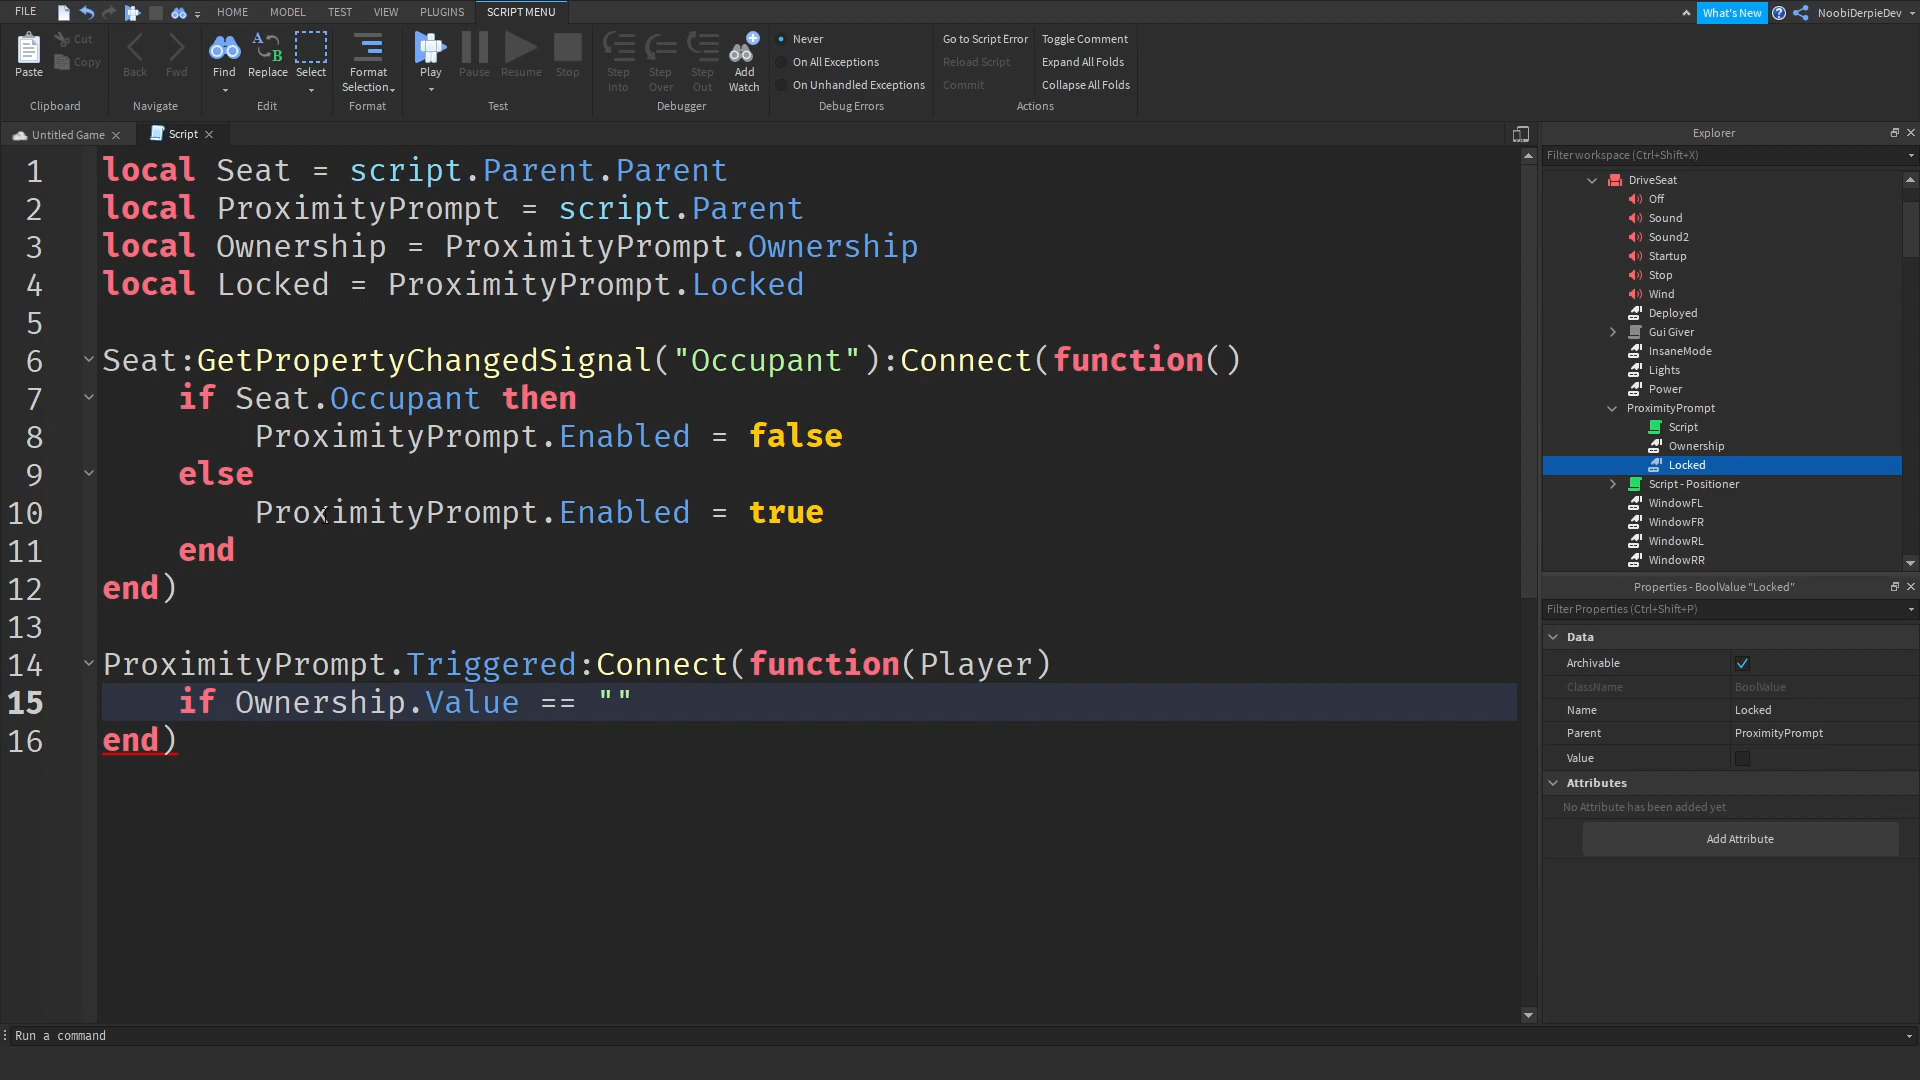 FILE HOME MODEL TEST VIEW PLUGINS SCRIPT MENU What's New NoobiDerpieDev
Paste Cut Copy
Clipboard
Back Fwd
Navigate
Find Replace Select
Edit
Format Selection
Format
Play Pause Resume Stop
Test
Step Into Step Over Step Out Add Watch
Debugger
Never
On All Exceptions
On Unhandled Exceptions
Debug Errors
Go to Script Error Toggle Comment
Reload Script Expand All Folds
Commit Collapse All Folds
Actions
Untitled Game Script
1 local Seat = script.Parent.Parent
2 local ProximityPrompt = script.Parent
3 local Ownership = ProximityPrompt.Ownership
4 local Locked = ProximityPrompt.Locked
5
6 Seat:GetPropertyChangedSignal("Occupant"):Connect(function()
7 if Seat.Occupant then
8 ProximityPrompt.Enabled = false
9 else
10 ProximityPrompt.Enabled = true
11 end
12 end)
13
14 ProximityPrompt.Triggered:Connect(function(Player)
15 if Ownership.Value == ""
16 end)
Explorer
Filter workspace (Ctrl+Shift+X)
DriveSeat
Off
Sound
Sound2
Startup
Stop
Wind
Deployed
Gui Giver
InsaneMode
Lights
Power
ProximityPrompt
Script
Ownership
Locked
Script - Positioner
WindowFL
WindowFR
WindowRL
WindowRR
Properties - BoolValue "Locked"
Filter Properties (Ctrl+Shift+P)
Data
Archivable
ClassName BoolValue
Name Locked
Parent ProximityPrompt
Value
Attributes
No Attribute has been added yet
Add Attribute
Run a command